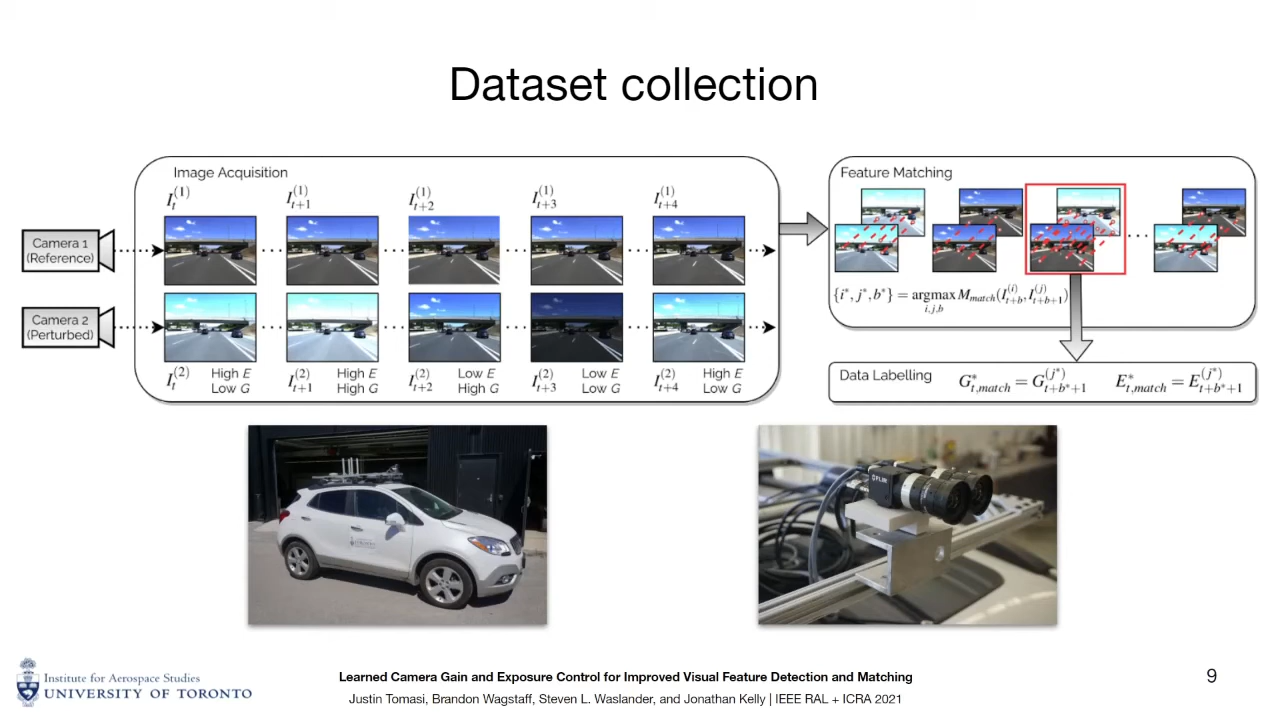 Dataset collection
Image Acquisition
I_t^{(1)} I_{t+1}^{(1)} I_{t+2}^{(1)} I_{t+3}^{(1)} I_{t+4}^{(1)}
Camera 1
(Reference)
Camera 2
(Perturbed)
I_t^{(2)} High E
Low G
I_{t+1}^{(2)} High E
High G
I_{t+2}^{(2)} Low E
High G
I_{t+3}^{(2)} Low E
Low G
I_{t+4}^{(2)} High E
Low G
Feature Matching
...
{i*, j*, b*} = argmax M_{match}(I_{t+b}^{(i)}, I_{t+b+1}^{(j)})
i,j,b
Data Labelling
G*_{t,match} = G_{t+b*+1}^{(j*)} E*_{t,match} = E_{t+b*+1}^{(j*)}
FLIR
Institute for Aerospace Studies
UNIVERSITY OF TORONTO
Learned Camera Gain and Exposure Control for Improved Visual Feature Detection and Matching
Justin Tomasi, Brandon Wagstaff, Steven L. Waslander, and Jonathan Kelly | IEEE RAL + ICRA 2021
9